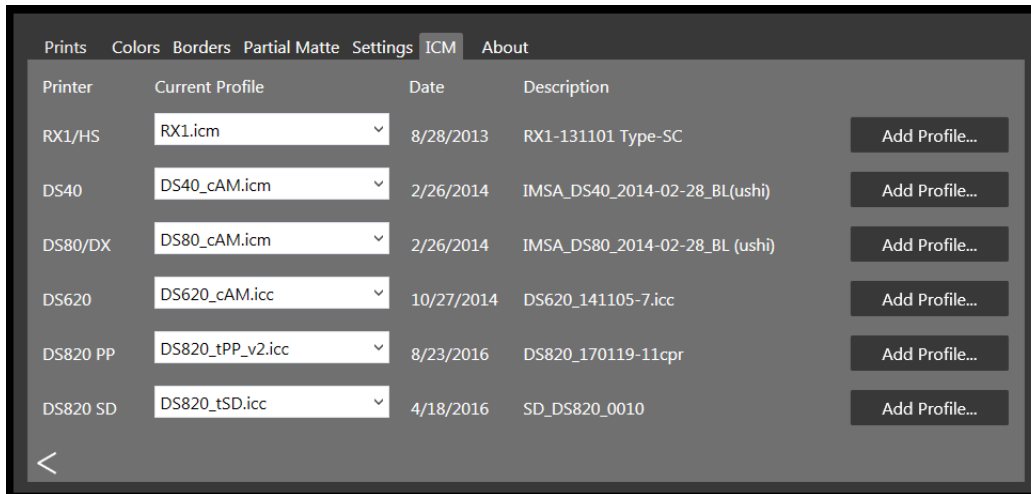 Prints Colors Borders Partial Matte Settings ICM About
Printer Current Profile Date Description
RX1/HS RX1.icm 8/28/2013 RX1-131101 Type-SC Add Profile...
DS40 DS40_cAM.icm 2/26/2014 IMSA_DS40_2014-02-28_BL(ushi) Add Profile...
DS80/DX DS80_cAM.icm 2/26/2014 IMSA_DS80_2014-02-28_BL (ushi) Add Profile...
DS620 DS620_cAM.icc 10/27/2014 DS620_141105-7.icc Add Profile...
DS820 PP DS820_tPP_v2.icc 8/23/2016 DS820_170119-11cpr Add Profile...
DS820 SD DS820_tSD.icc 4/18/2016 SD_DS820_0010 Add Profile...